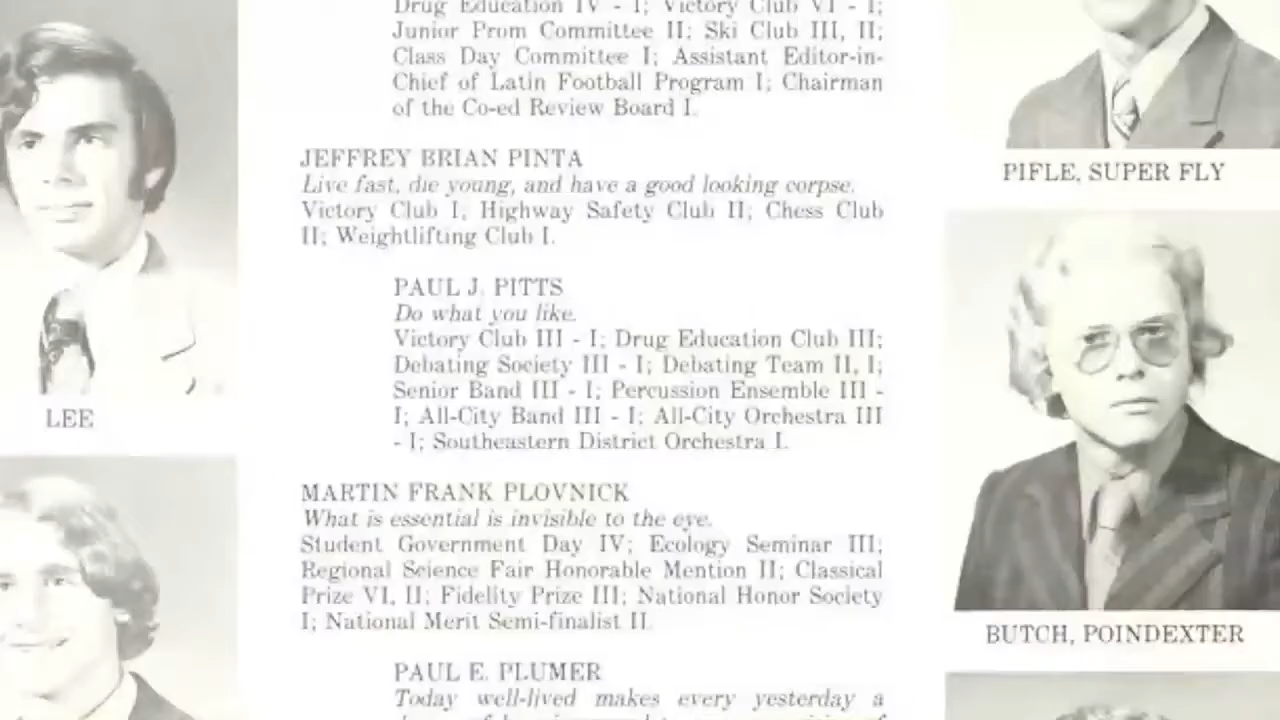 Drug Education IV - I; Victory Club VI - I;
Junior Prom Committee II; Ski Club III, II;
Class Day Committee I; Assistant Editor-in-
Chief of Latin Football Program I; Chairman
of the Co-ed Review Board I.
JEFFREY BRIAN PINTA
Live fast, die young, and have a good looking corpse.
Victory Club I; Highway Safety Club II; Chess Club
II; Weightlifting Club I.
PAUL J. PITTS
Do what you like.
Victory Club III - I; Drug Education Club III;
Debating Society III - I; Debating Team II, I;
Senior Band III - I; Percussion Ensemble III -
I; All-City Band III - I; All-City Orchestra III
- I; Southeastern District Orchestra I.
MARTIN FRANK PLOVNICK
What is essential is invisible to the eye.
Student Government Day IV; Ecology Seminar III;
Regional Science Fair Honorable Mention II; Classical
Prize VI, II; Fidelity Prize III; National Honor Society
I; National Merit Semi-finalist II.
PAUL E. PLUMER
Today well-lived makes every yesterday a
LEE
PIFLE, SUPER FLY
BUTCH, POINDEXTER